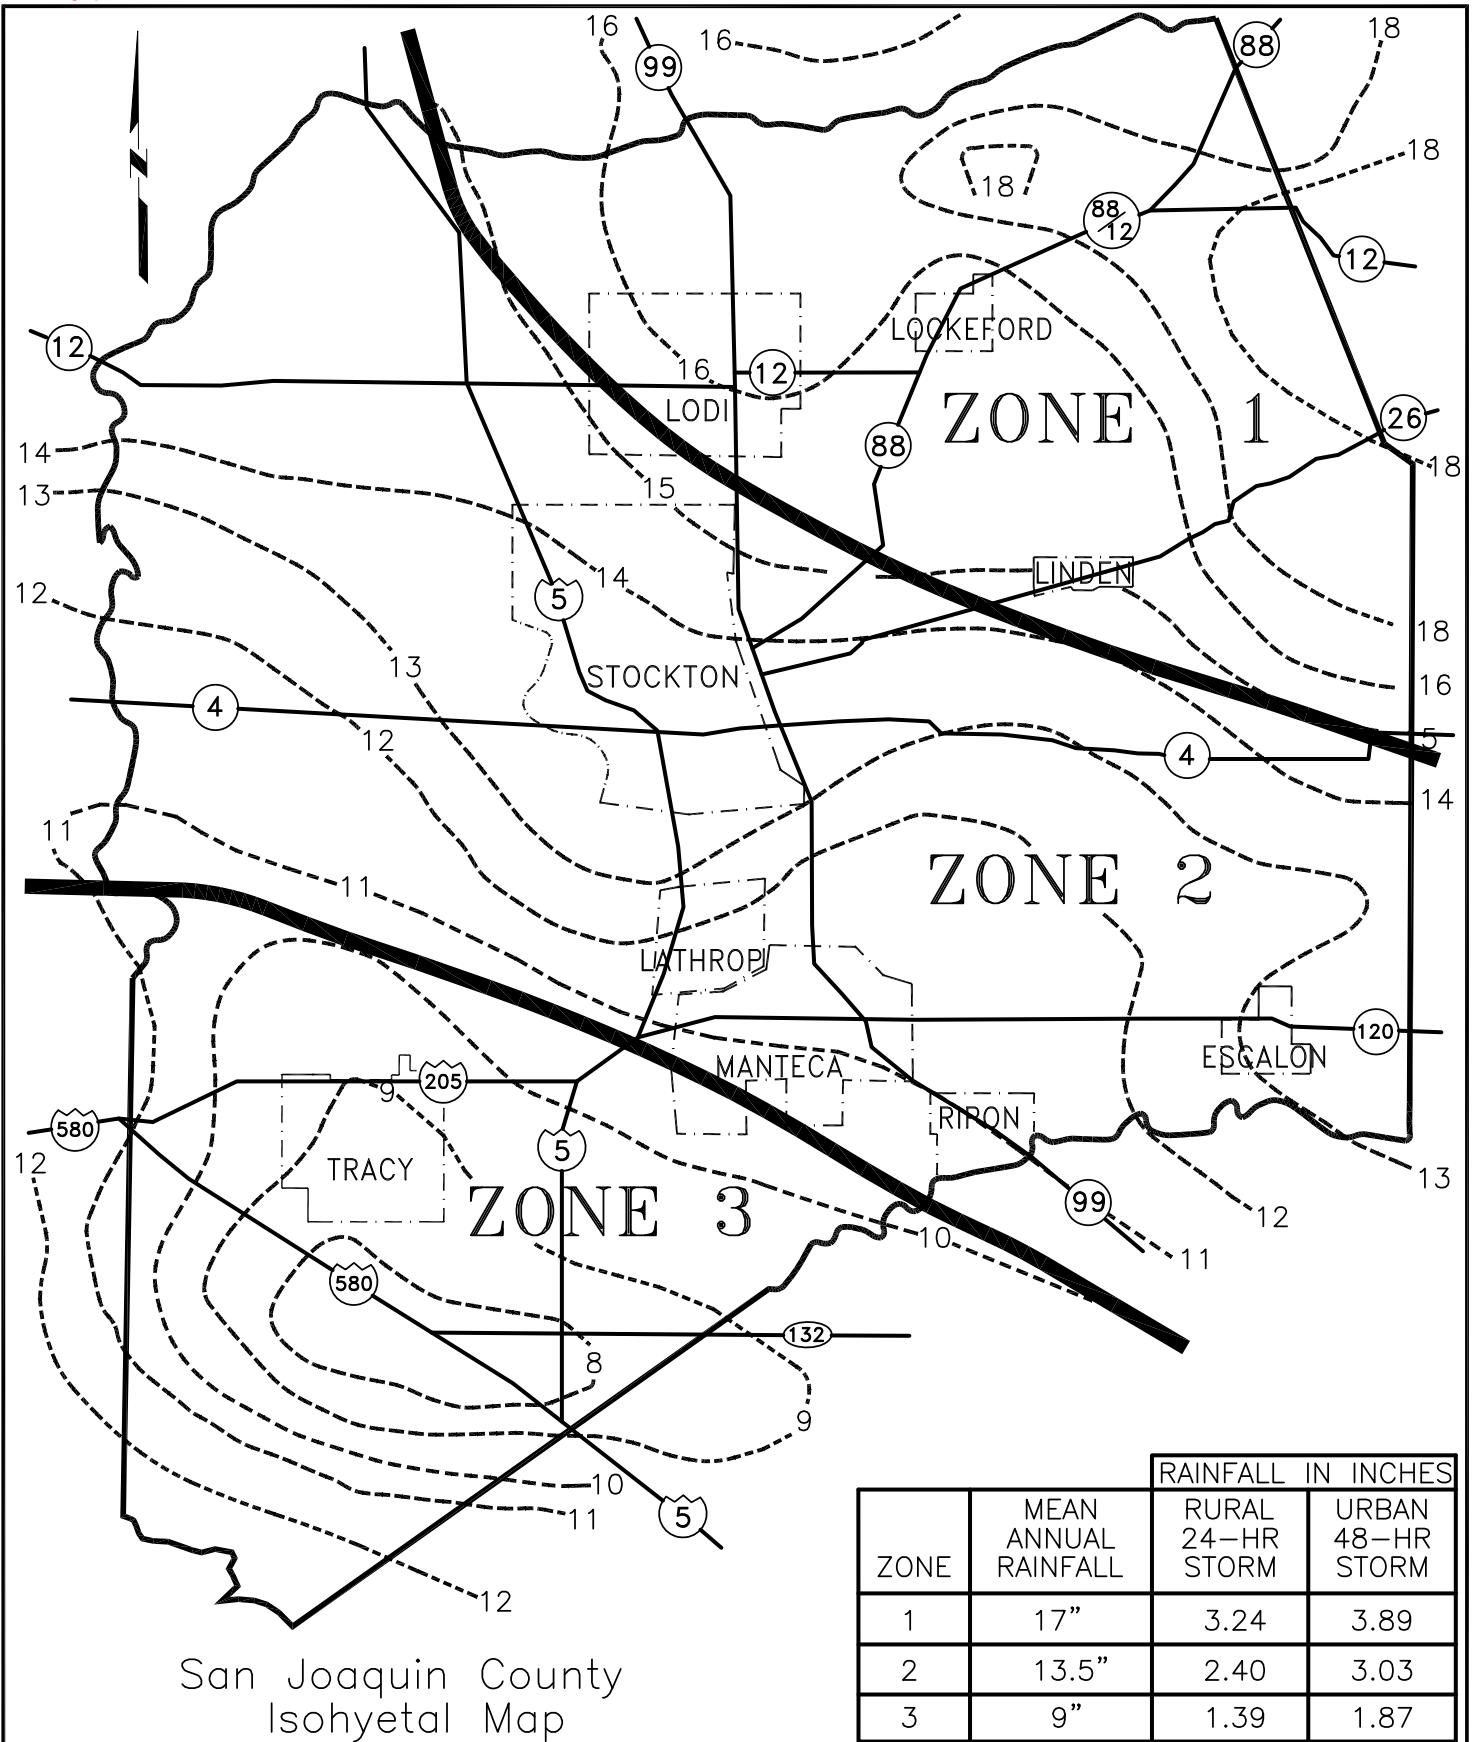 16
99
16
88
18
18
18
88/12
12
12
LOCKEFORD
16
12
LODI
ZONE 1
26
88
14
18
13
15
LINDEN
14
12
5
18
13
STOCKTON
16
4
12
5
4
14
11
ZONE 2
11
LATHROP
120
ESCALON
MANTECA
205
9
RIPON
580
5
12
TRACY
13
ZONE 3
99
12
10
11
580
132
8
9
10
11
5
12
San Joaquin County
Isohyetal Map
RAINFALL IN INCHES
ZONE MEAN ANNUAL RAINFALL RURAL 24-HR STORM URBAN 48-HR STORM
1 17" 3.24 3.89
2 13.5" 2.40 3.03
3 9" 1.39 1.87